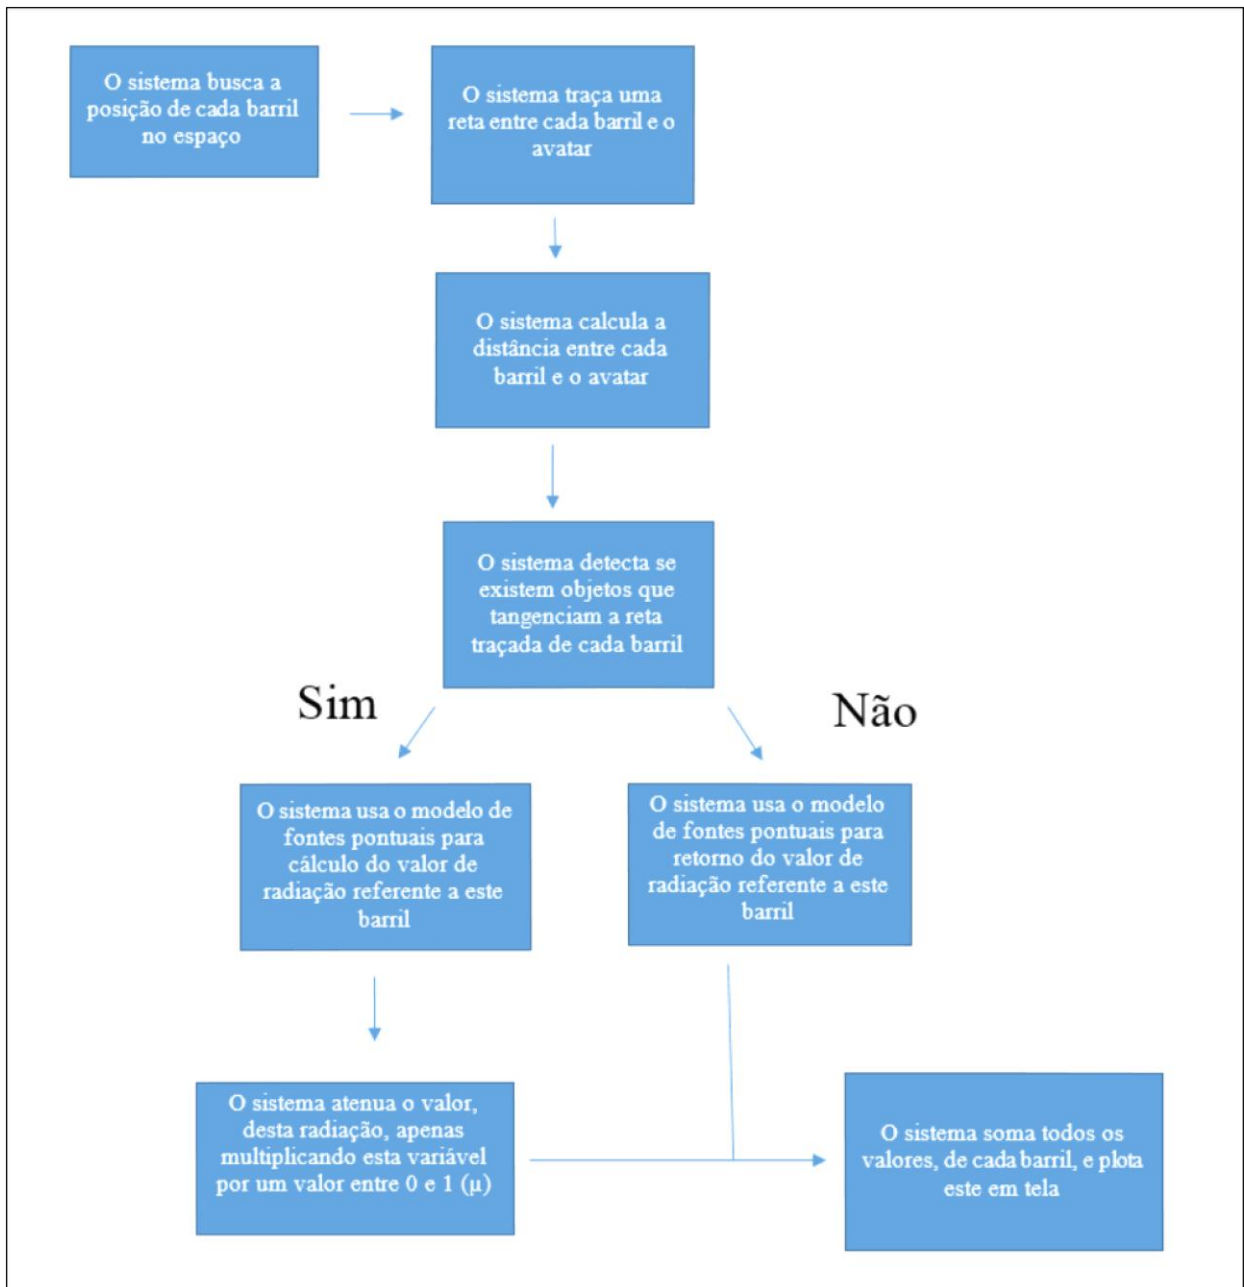 O sistema busca a
posição de cada barril
no espaço
O sistema traça uma
reta entre cada barril e o
avatar
O sistema calcula a
distância entre cada
barril e o avatar
O sistema detecta se
existem objetos que
tangenciam a reta
traçada de cada barril
Sim
Não
O sistema usa o modelo de
fontes pontuais para
cálculo do valor de
radiação referente a este
barril
O sistema usa o modelo
de fontes pontuais para
retorno do valor de
radiação referente a este
barril
O sistema atenua o valor,
desta radiação, apenas
multiplicando esta variável
por um valor entre 0 e 1 (μ)
O sistema soma todos os
valores, de cada barril, e plota
este em tela